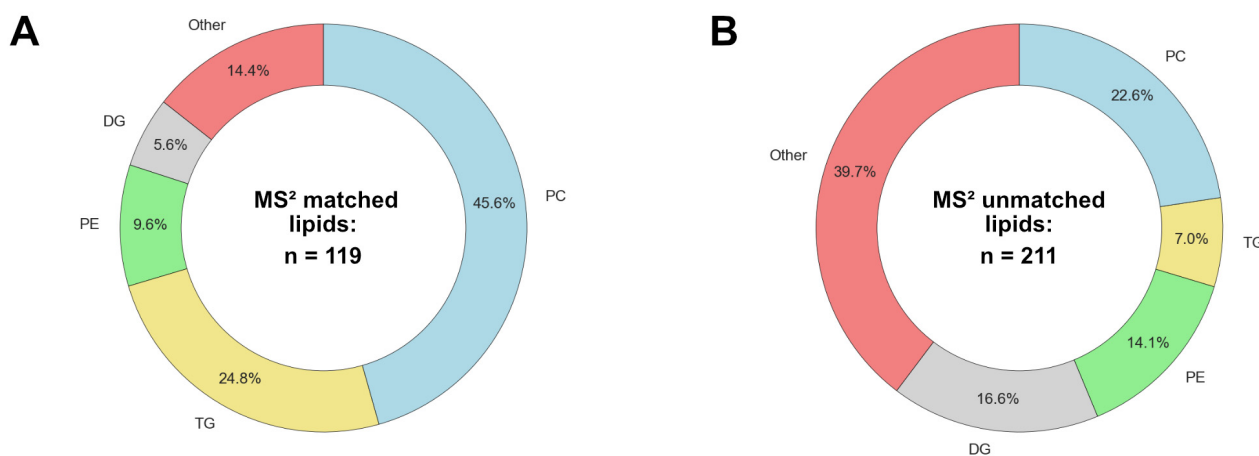 A
Other
14.4%
DG
5.6%
PE
9.6%
TG
24.8%
PC
45.6%
MS² matched
lipids:
n = 119
B
PC
22.6%
TG
7.0%
PE
14.1%
DG
16.6%
Other
39.7%
MS² unmatched
lipids:
n = 211